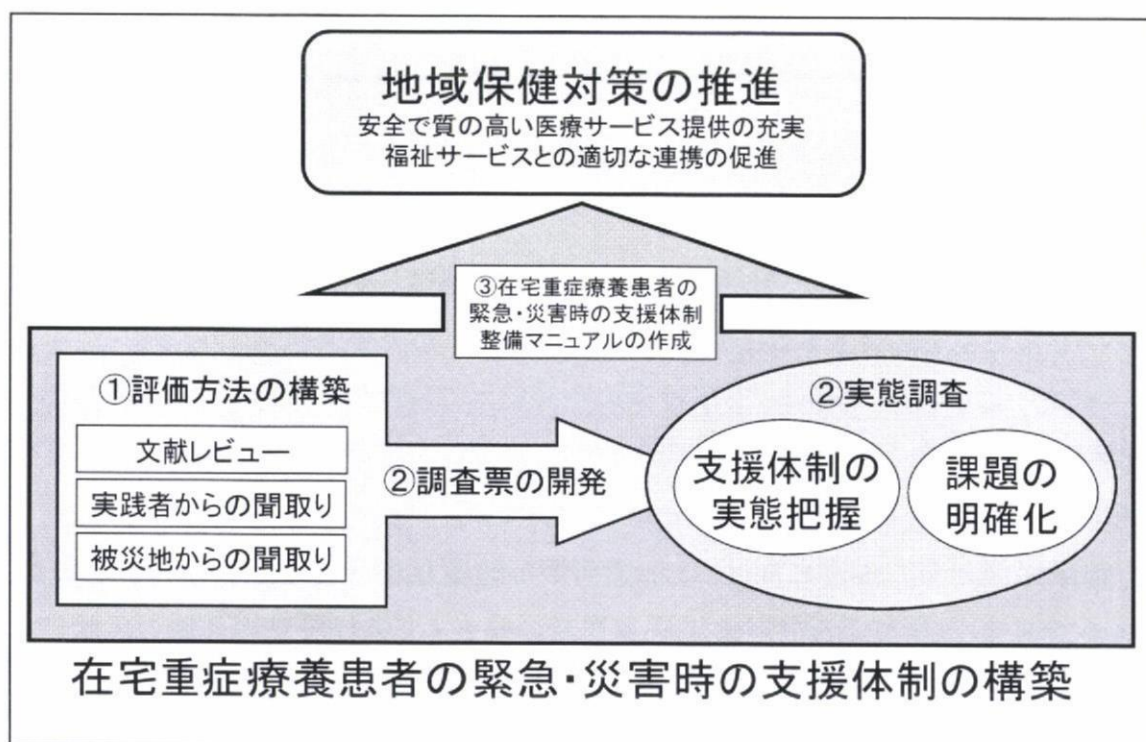 地域保健対策の推進
安全で質の高い医療サービス提供の充実
福祉サービスとの適切な連携の促進
③在宅重症療養患者の
緊急・災害時の支援体制
整備マニュアルの作成
①評価方法の構築
文献レビュー
実践者からの聞取り
被災地からの聞取り
②調査票の開発
②実態調査
支援体制の
実態把握
課題の
明確化
在宅重症療養患者の緊急・災害時の支援体制の構築